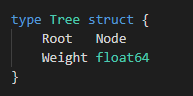 type Tree struct {
    Root   Node
    Weight float64
}